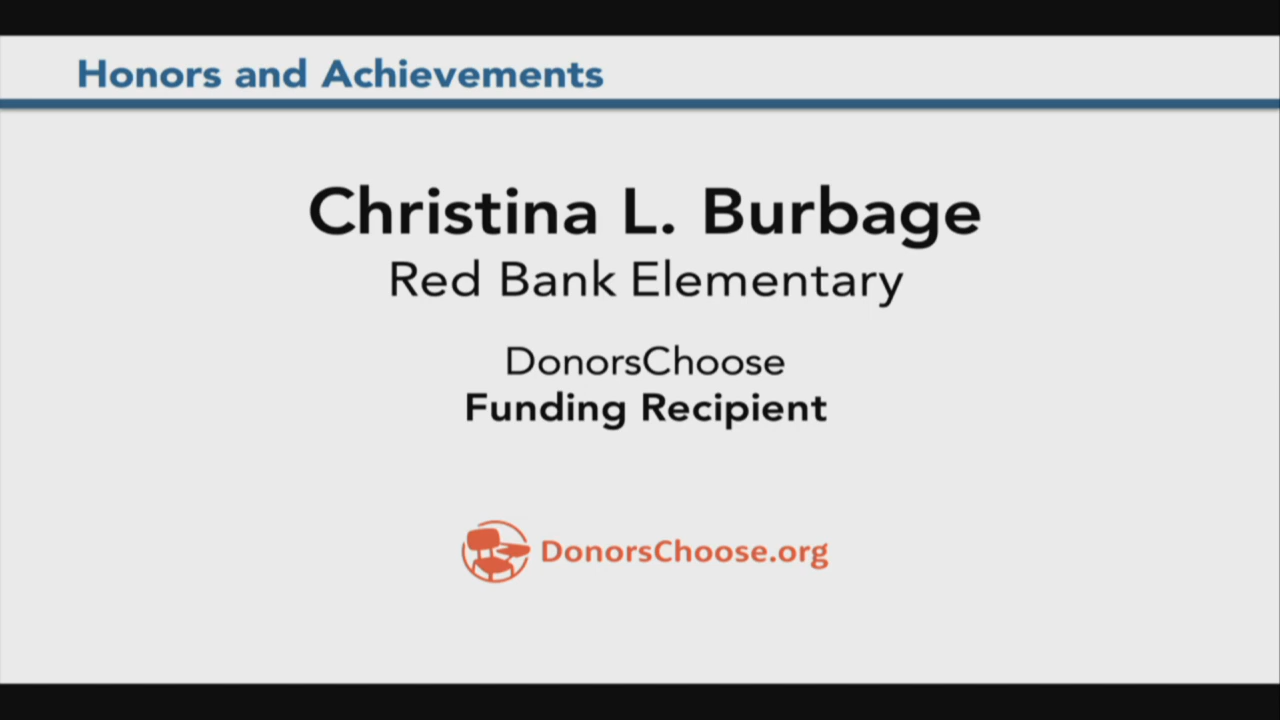 Honors and Achievements
Christina L. Burbage
Red Bank Elementary
DonorsChoose
Funding Recipient
DonorsChoose.org